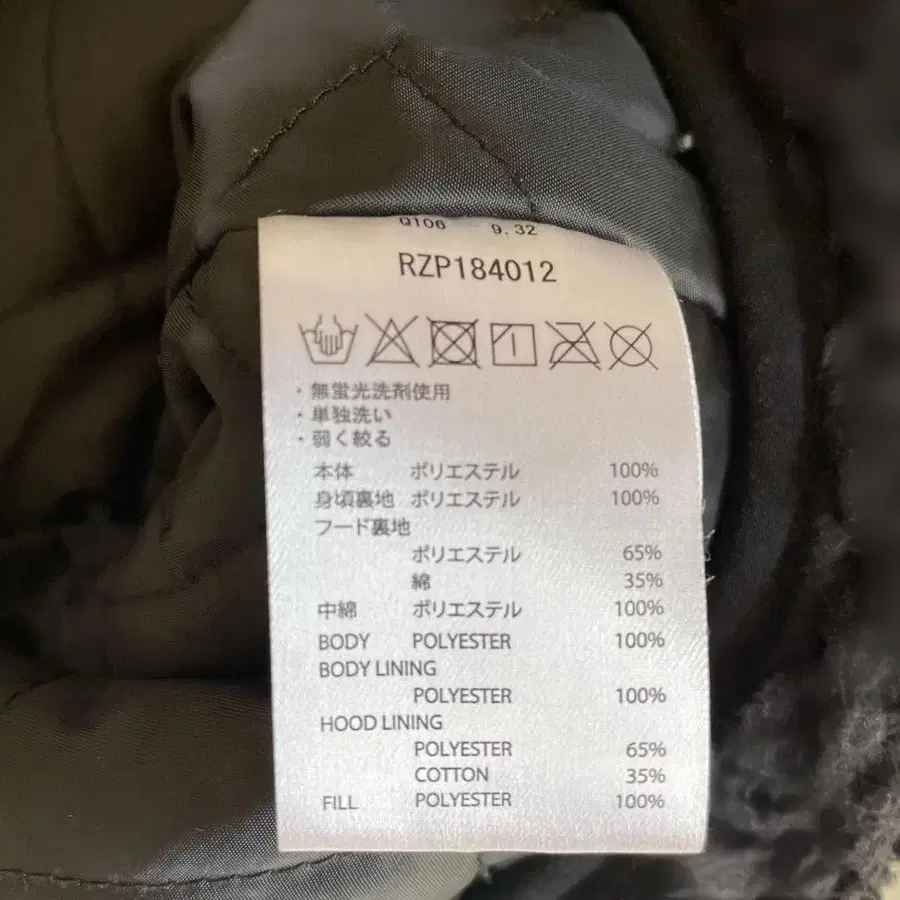 Q106 9.32
RZP184012
・無蛍光洗剤使用
・単独洗い
・弱く絞る
本体 ポリエステル 100%
身頃裏地 ポリエステル 100%
フード裏地
ポリエステル 65%
綿 35%
中綿 ポリエステル 100%
BODY POLYESTER 100%
BODY LINING
POLYESTER 100%
HOOD LINING
POLYESTER 65%
COTTON 35%
FILL POLYESTER 100%